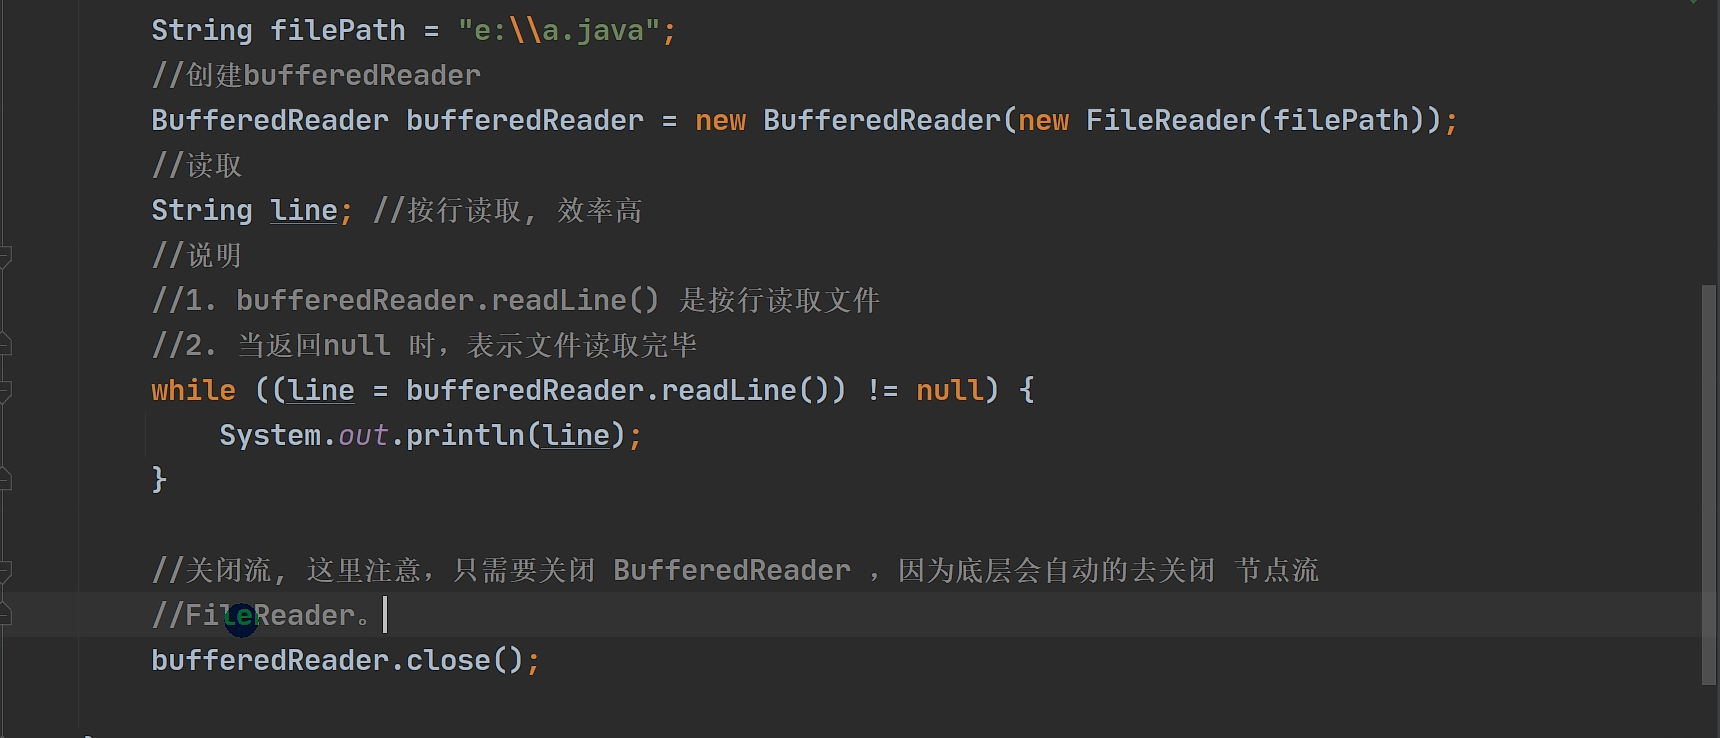 String filePath = "e:\\a.java";
//创建bufferedReader
BufferedReader bufferedReader = new BufferedReader(new FileReader(filePath));
//读取
String line; //按行读取, 效率高
//说明
//1. bufferedReader.readLine() 是按行读取文件
//2. 当返回null 时，表示文件读取完毕
while ((line = bufferedReader.readLine()) != null) {
System.out.println(line);
}
//关闭流, 这里注意，只需要关闭 BufferedReader ，因为底层会自动的去关闭 节点流
//FileReader。
bufferedReader.close();